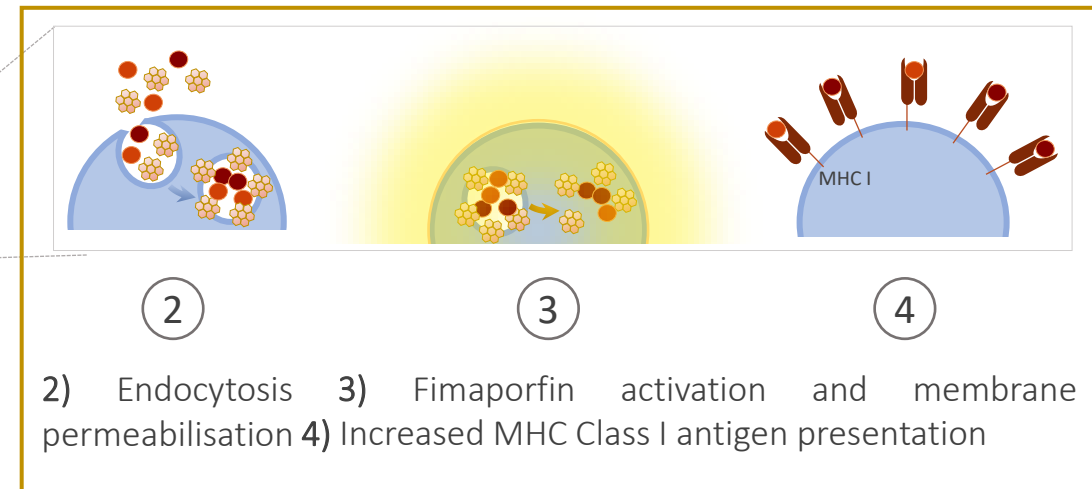 MHC I
2
3
4
2) Endocytosis 3) Fimaporfin activation and membrane
permeabilisation 4) Increased MHC Class I antigen presentation